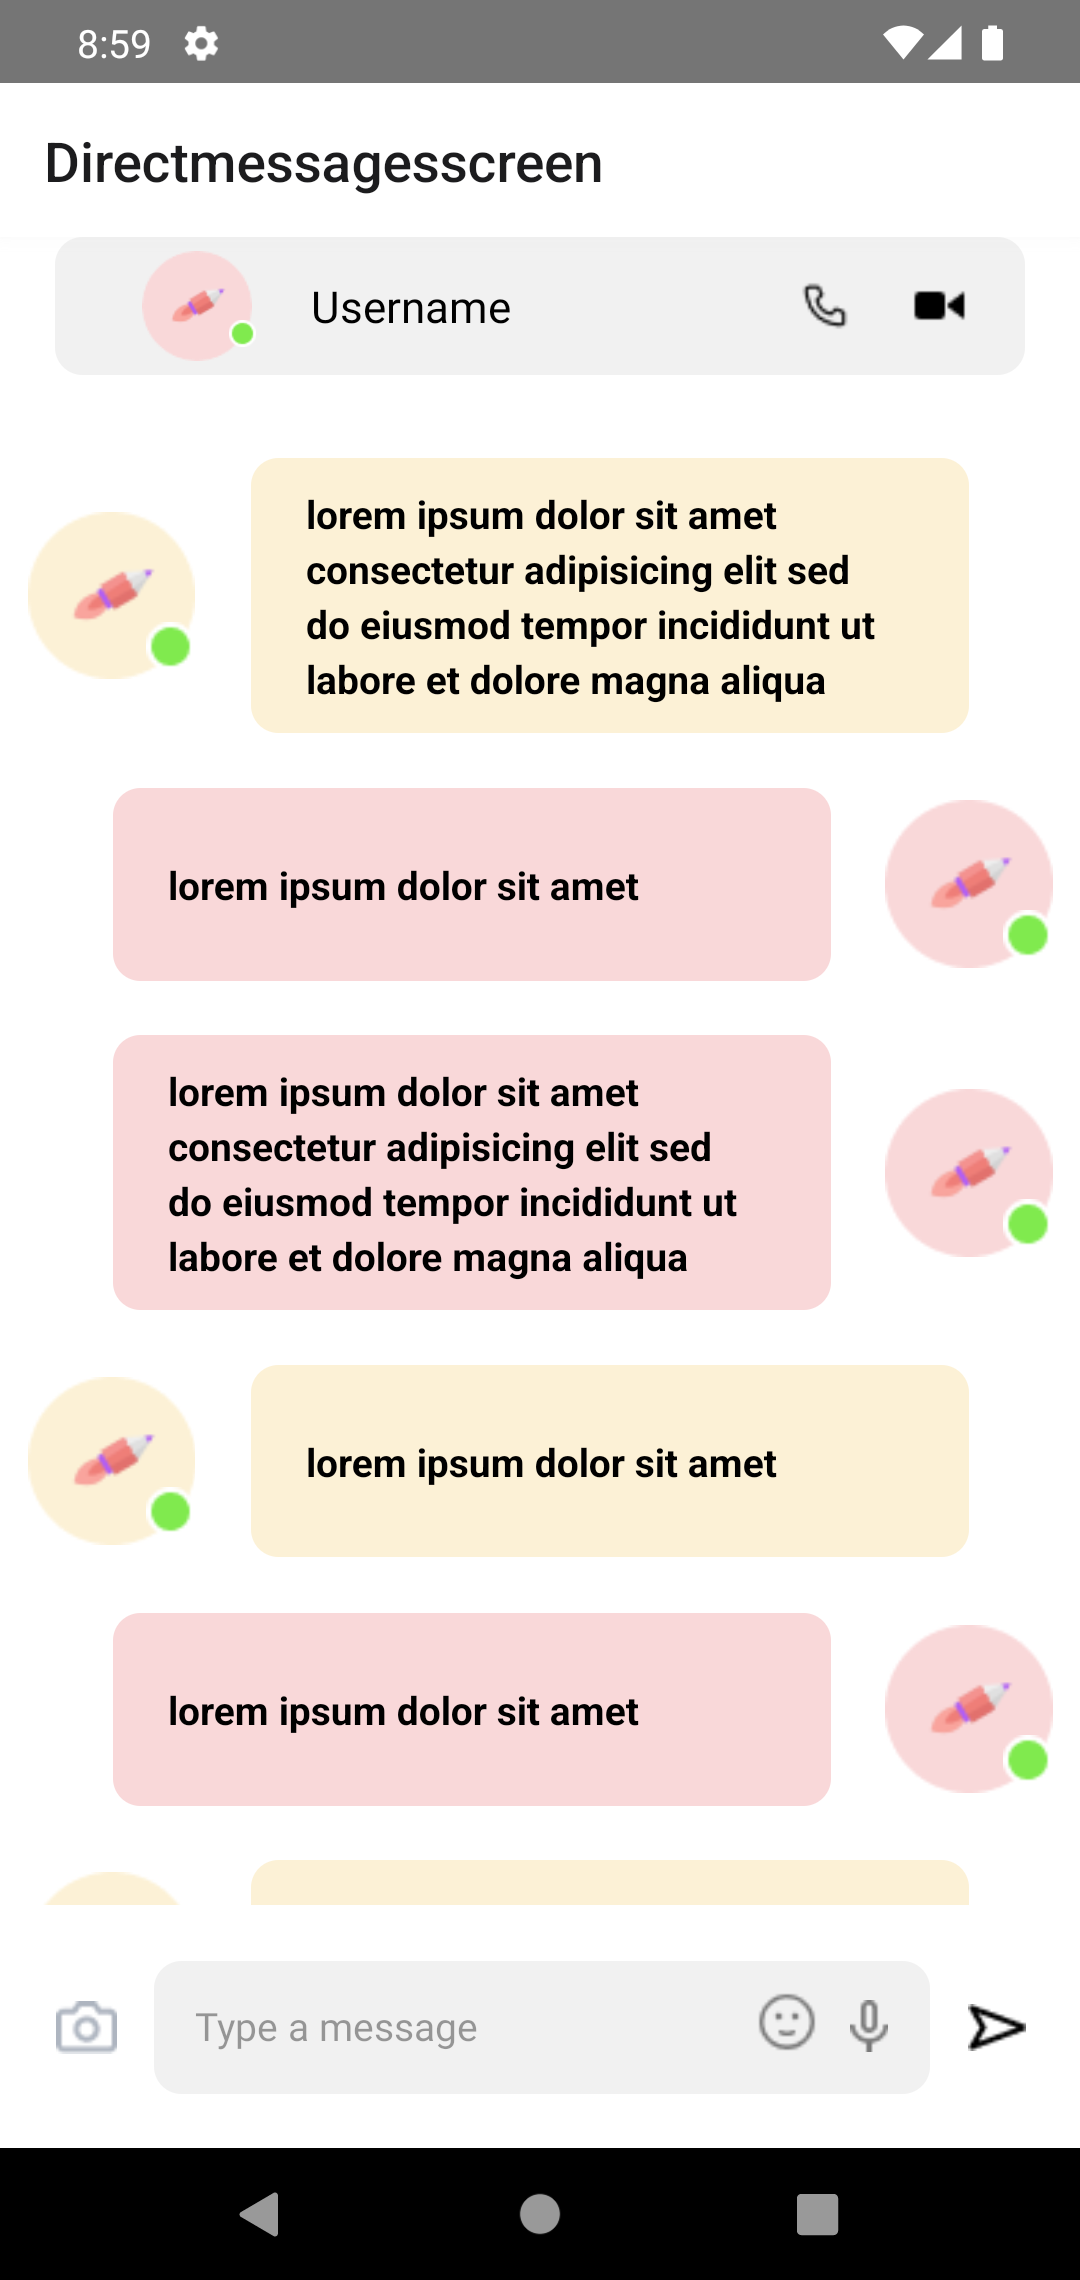 8:59
Directmessagesscreen
Username
lorem ipsum dolor sit amet
consectetur adipisicing elit sed
do eiusmod tempor incididunt ut
labore et dolore magna aliqua
lorem ipsum dolor sit amet
lorem ipsum dolor sit amet
consectetur adipisicing elit sed
do eiusmod tempor incididunt ut
labore et dolore magna aliqua
lorem ipsum dolor sit amet
lorem ipsum dolor sit amet
Type a message